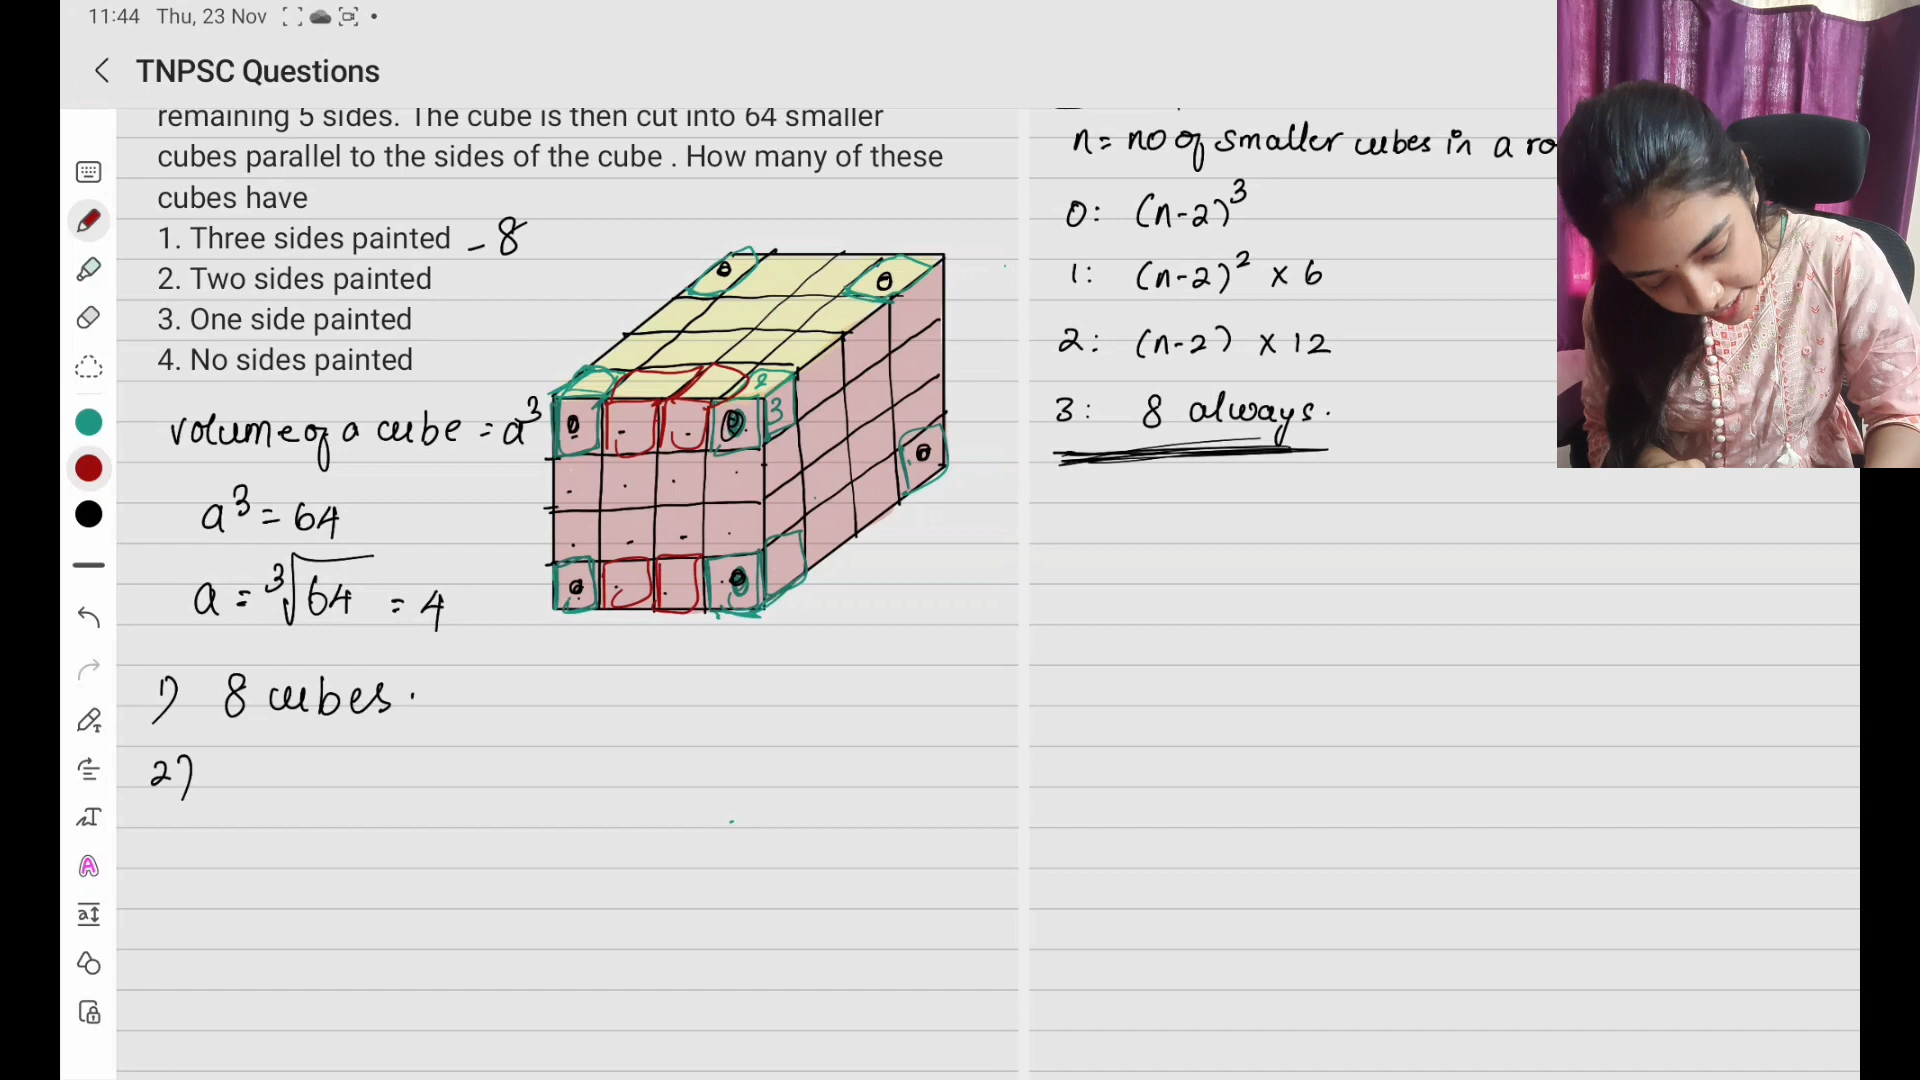 11:44 Thu, 23 Nov
TNPSC Questions
remaining 5 sides. The cube is then cut into 64 smaller
cubes parallel to the sides of the cube . How many of these
cubes have
1. Three sides painted - 8
2. Two sides painted
3. One side painted
4. No sides painted
volume of a cube = a³
a³ = 64
a = ³√64 = 4
1) 8 cubes.
2)
2
3
n = no of smaller cubes in a ro
0: (n-2)³
1: (n-2)² × 6
2: (n-2) × 12
3: 8 always.